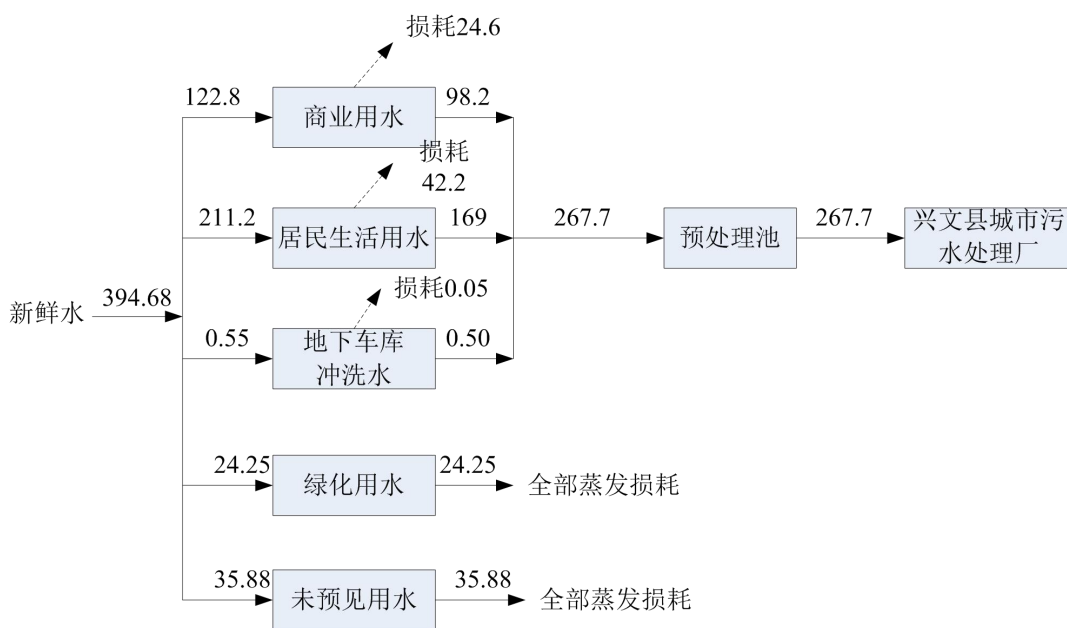 损耗24.6
122.8
商业用水
98.2
损耗
42.2
211.2
居民生活用水
169
267.7
预处理池
267.7
兴文县城市污
水处理厂
新鲜水
394.68
损耗0.05
0.55
地下车库
冲洗水
0.50
24.25
绿化用水
24.25
全部蒸发损耗
35.88
未预见用水
35.88
全部蒸发损耗